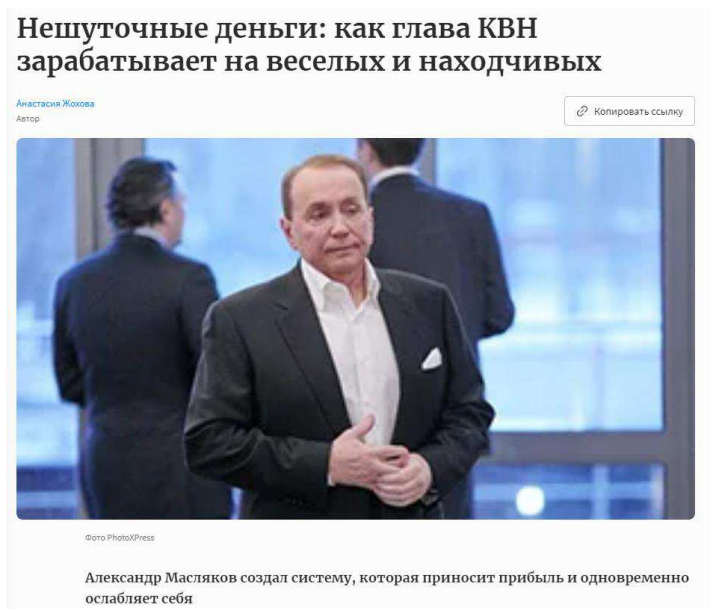 Нешуточные деньги: как глава КВН
зарабатывает на веселых и находчивых
Анастасия Жохова
Автор
Копировать ссылку
Фото PhotoXPress
Александр Масляков создал систему, которая приносит прибыль и одновременно
ослабляет себя